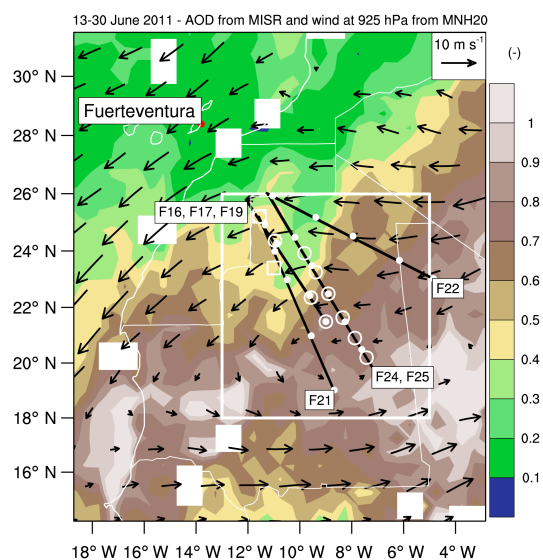 13-30 June 2011 - AOD from MISR and wind at 925 hPa from MNH20
10 m s⁻¹
(-)
30° N
28° N
26° N
24° N
22° N
20° N
18° N
16° N
Fuerteventura
F16, F17, F19
F22
F24, F25
F21
1
0.9
0.8
0.7
0.6
0.5
0.4
0.3
0.2
0.1
18° W 16° W 14° W 12° W 10° W 8° W 6° W 4° W